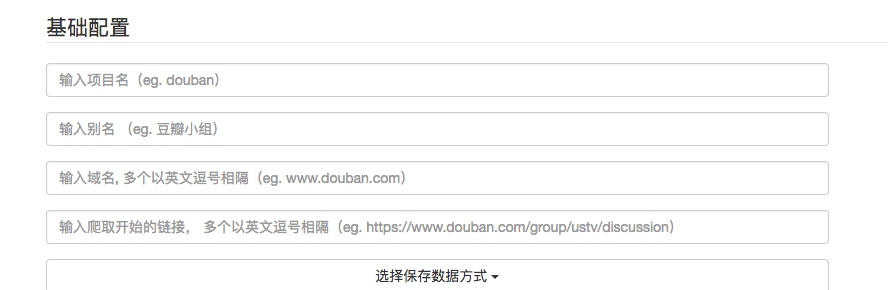 基础配置
输入项目名（eg. douban）
输入别名 （eg. 豆瓣小组）
输入域名, 多个以英文逗号相隔（eg. www.douban.com）
输入爬取开始的链接， 多个以英文逗号相隔（eg. https://www.douban.com/group/ustv/discussion）
选择保存数据方式